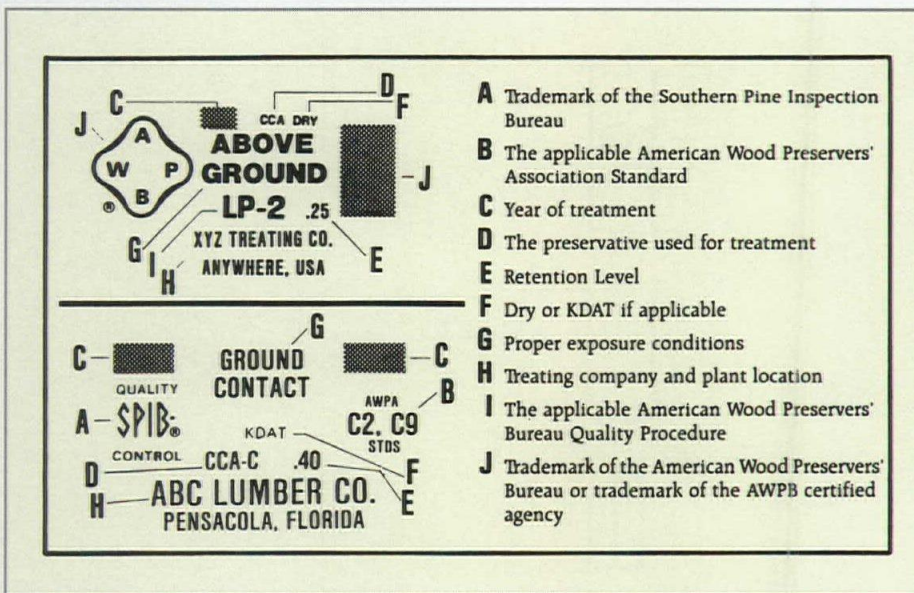 D
C
F
CCA DRY
J
A
ABOVE
W P
GROUND
J
B
®
LP-2 .25
XYZ TREATING CO.
G
E
I
ANYWHERE, USA
H
G
C
GROUND
C
CONTACT
QUALITY
B
AWPA
A SPIB®
C2, C9
KDAT
STDS
CONTROL
CCA-C .40
D
F
H
ABC LUMBER CO.
E
PENSACOLA, FLORIDA
A Trademark of the Southern Pine Inspection
Bureau
B The applicable American Wood Preservers'
Association Standard
C Year of treatment
D The preservative used for treatment
E Retention Level
F Dry or KDAT if applicable
G Proper exposure conditions
H Treating company and plant location
I The applicable American Wood Preservers'
Bureau Quality Procedure
J Trademark of the American Wood Preservers'
Bureau or trademark of the AWPB certified
agency